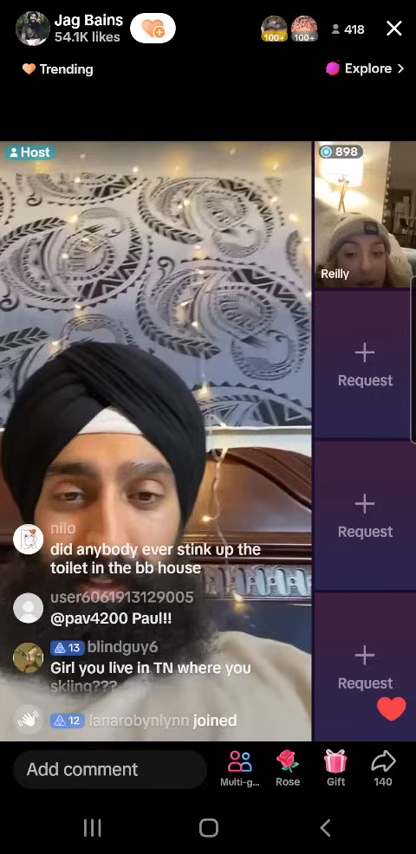 Jag Bains
54.1K likes
100+
100+
418
Trending
Explore >
Host
898
Reilly
Request
Request
Request
nilo
did anybody ever stink up the
toilet in the bb house
user6061913129005
@pav4200 Paul!!
13 blindguy6
Girl you live in TN where you
skiing???
12 lanarobynlynn joined
Add comment
Multi-g...
Rose
Gift
140